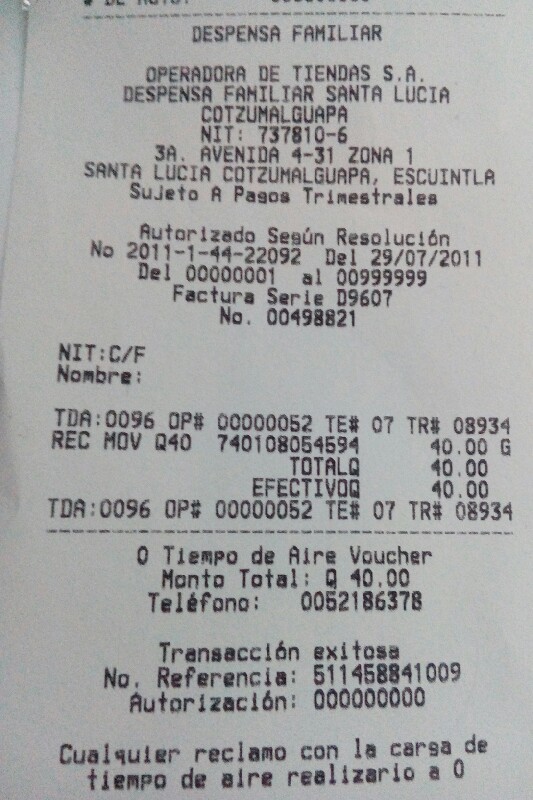 DESPENSA FAMILIAR
OPERADORA DE TIENDAS S.A.
DESPENSA FAMILIAR SANTA LUCIA
COTZUMALGUAPA
NIT: 737810-6
3A. AVENIDA 4-31 ZONA 1
SANTA LUCIA COTZUMALGUAPA, ESCUINTLA
Sujeto A Pagos Trimestrales
Autorizado Según Resolución
No 2011-1-44-22092 Del 29/07/2011
Del 00000001 al 00999999
Factura Serie D9607
No. 00498821
NIT:C/F
Nombre:
TDA:0096 OP# 00000052 TE# 07 TR# 08934
REC MOV Q40 740108054594 40.00 G
TOTALQ 40.00
EFECTIVOQ 40.00
TDA:0096 OP# 00000052 TE# 07 TR# 08934
0 Tiempo de Aire Voucher
Monto Total: Q 40.00
Teléfono: 0052186378
Transacción exitosa
No. Referencia: 511458841009
Autorización: 000000000
Cualquier reclamo con la carga de
tiempo de aire realizario a 0